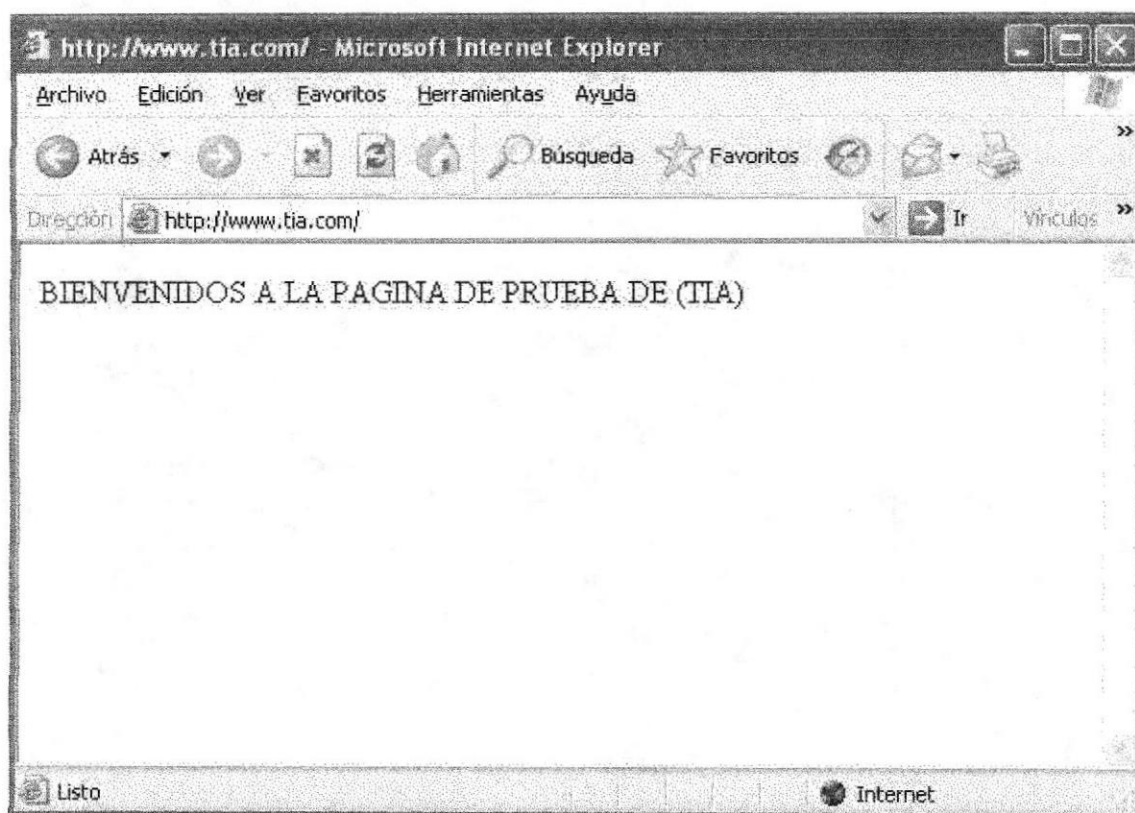 http://www.tia.com/ - Microsoft Internet Explorer
Archivo Edición Ver Favoritos Herramientas Ayuda
Atrás Búsqueda Favoritos »
Dirección http://www.tia.com/ Ir Vínculos »
BIENVENIDOS A LA PAGINA DE PRUEBA DE (TIA)
Listo Internet